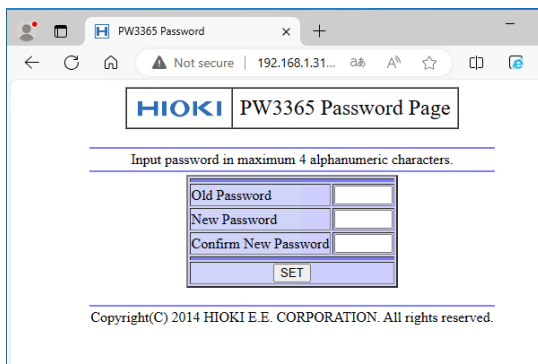 PW3365 Password
Not secure 192.168.1.31...
HIOKI PW3365 Password Page
Input password in maximum 4 alphanumeric characters.
Old Password
New Password
Confirm New Password
SET
Copyright(C) 2014 HIOKI E.E. CORPORATION. All rights reserved.